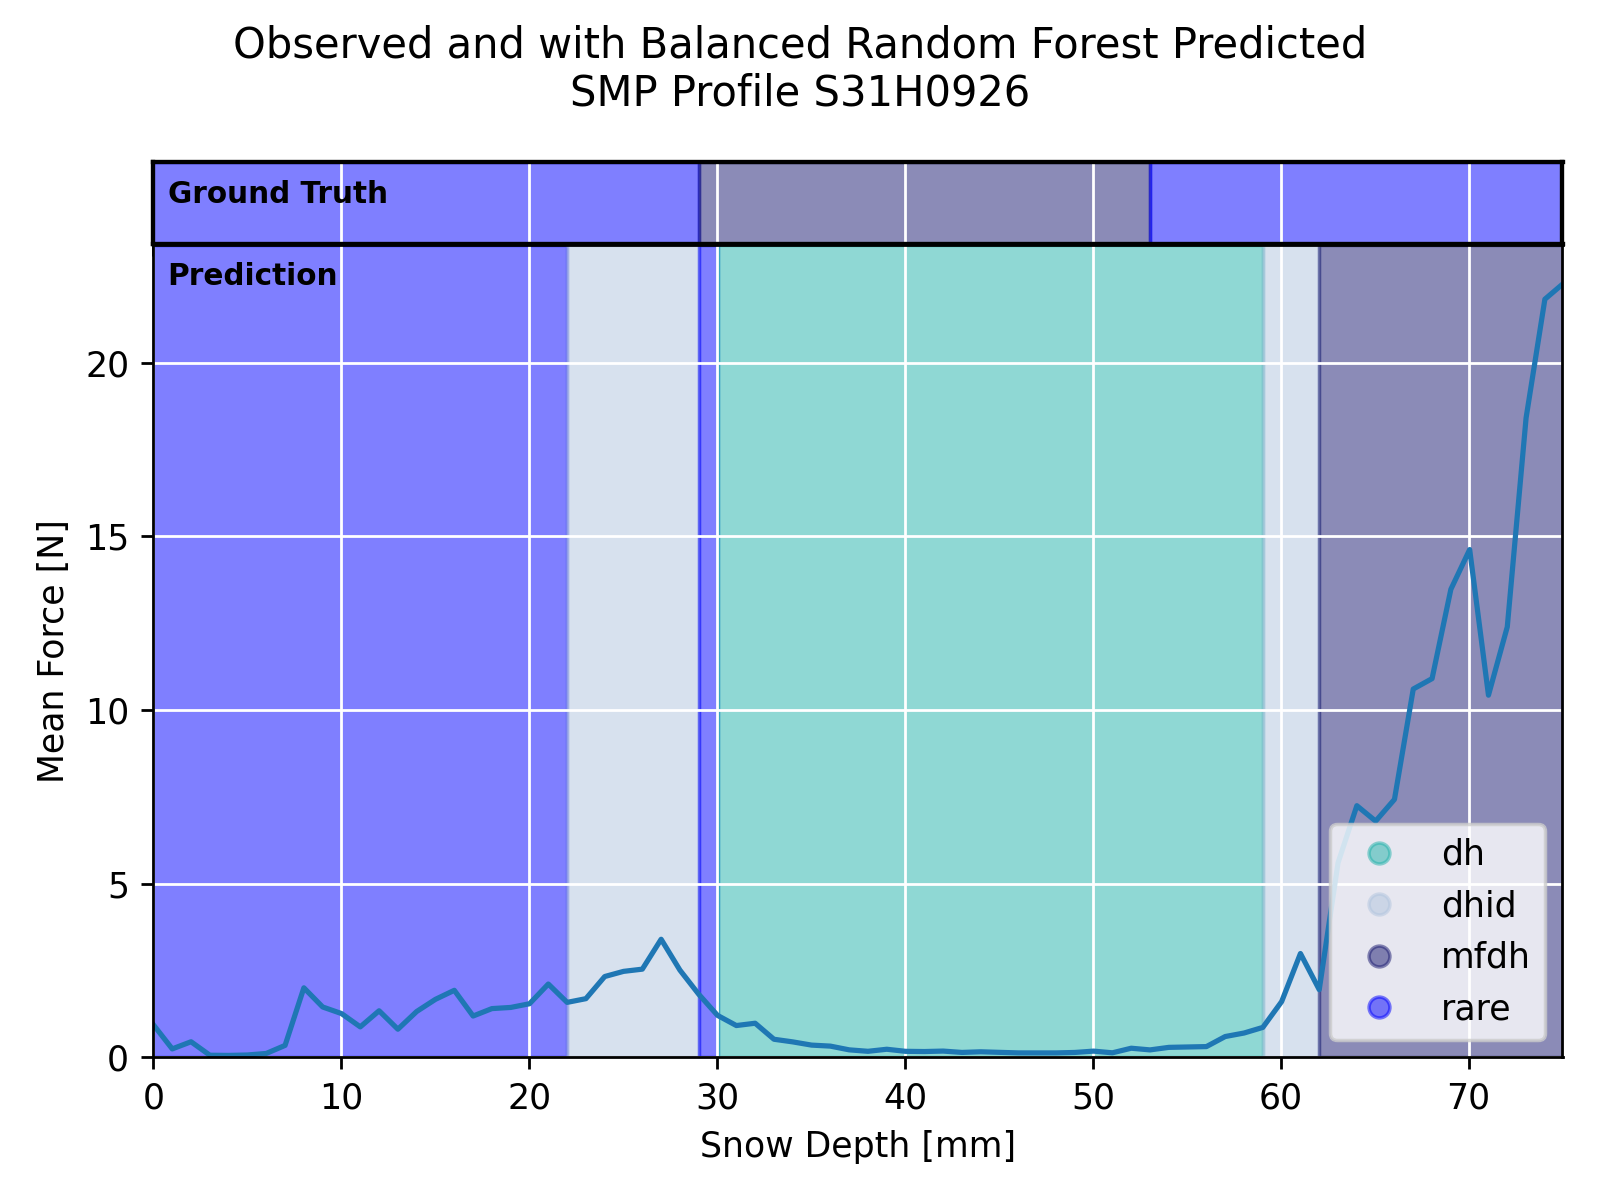 Observed and with Balanced Random Forest Predicted
SMP Profile S31H0926
Ground Truth
Prediction
20
15
10
5
0
Mean Force [N]
0 10 20 30 40 50 60 70
Snow Depth [mm]
dh
dhid
mfdh
rare